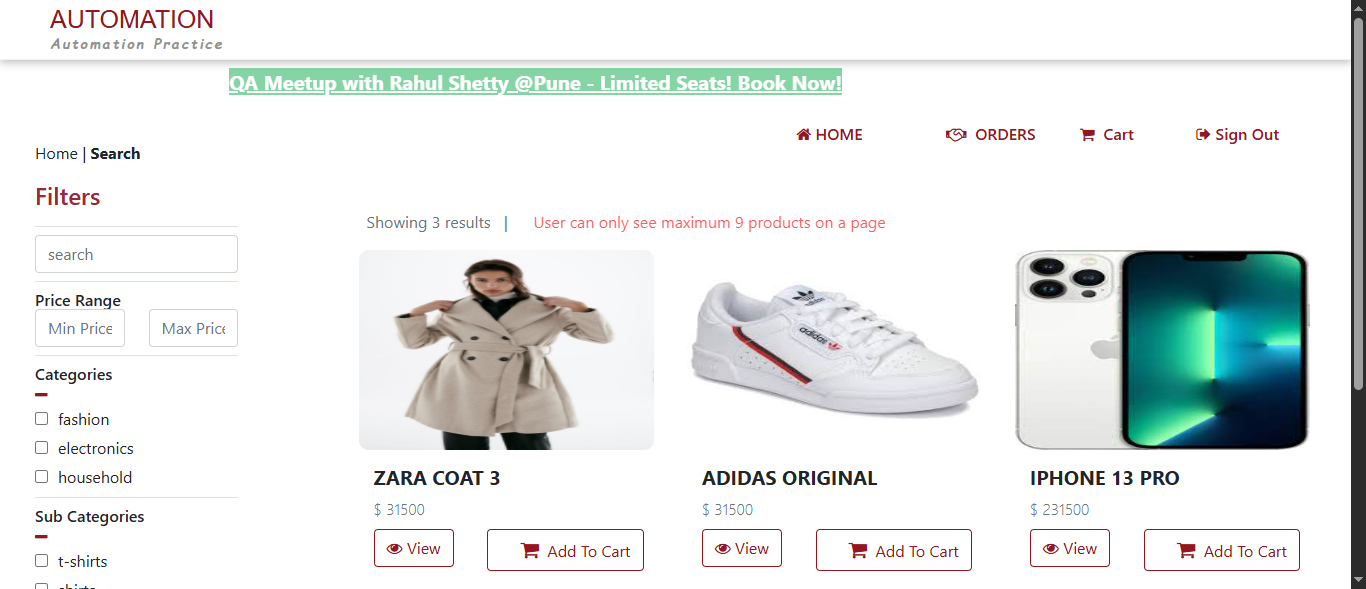 AUTOMATION
Automation Practice
QA Meetup with Rahul Shetty @Pune - Limited Seats! Book Now!
HOME ORDERS Cart Sign Out
Home | Search
Filters
Showing 3 results | User can only see maximum 9 products on a page
search
Price Range
Min Price Max Price
Categories
fashion
electronics
household
Sub Categories
t-shirts
adidas
ZARA COAT 3 ADIDAS ORIGINAL IPHONE 13 PRO
$ 31500 $ 31500 $ 231500
View Add To Cart View Add To Cart View Add To Cart